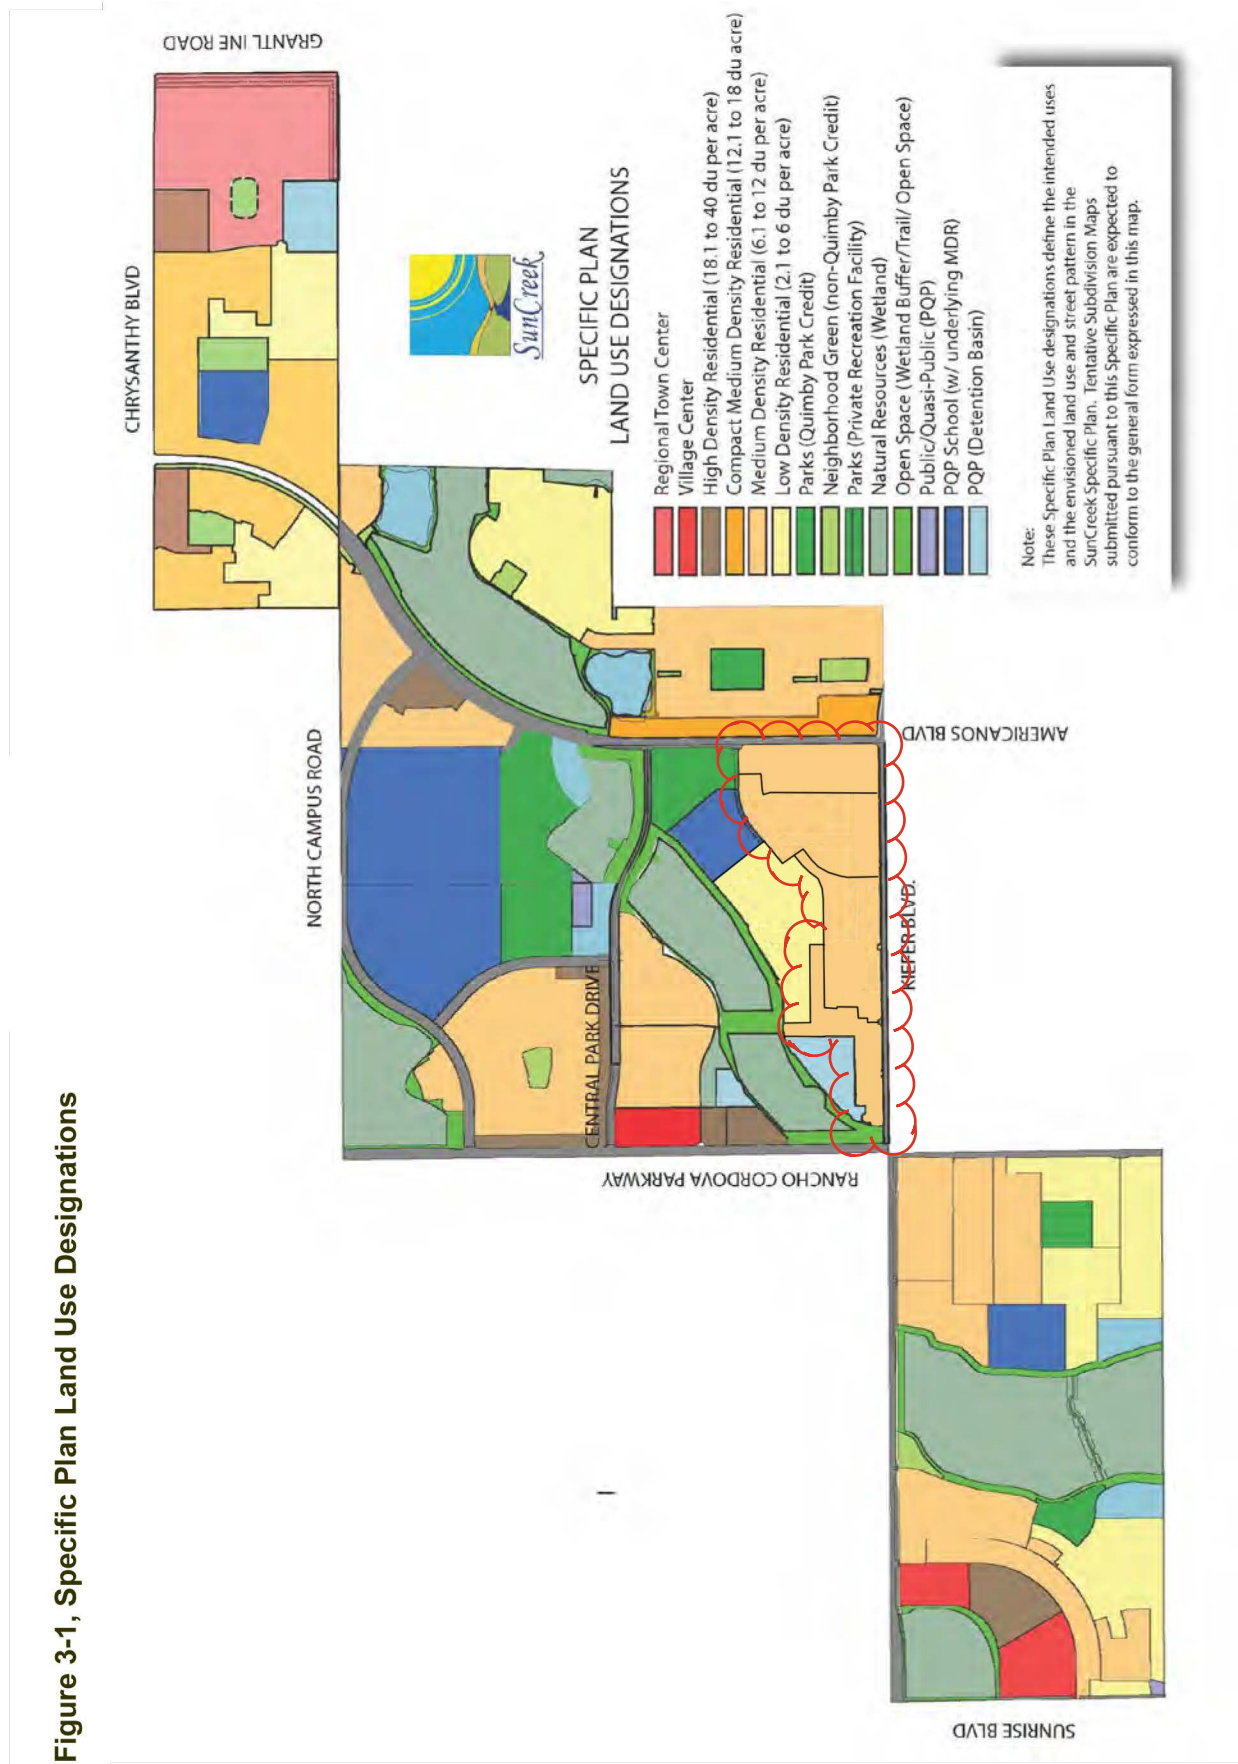 Figure 3-1, Specific Plan Land Use Designations
GRANTLINE ROAD
CHRYSANTHY BLVD
NORTH CAMPUS ROAD
CENTRAL PARK DRIVE
RANCHO CORDOVA PARKWAY
AMERICANOS BLVD
KIEFER BLVD.
SUNRISE BLVD
SunCreek
SPECIFIC PLAN
LAND USE DESIGNATIONS
Regional Town Center
Village Center
High Density Residential (18.1 to 40 du per acre)
Compact Medium Density Residential (12.1 to 18 du per acre)
Medium Density Residential (6.1 to 12 du per acre)
Low Density Residential (2.1 to 6 du per acre)
Parks (Quimby Park Credit)
Neighborhood Green (non-Quimby Park Credit)
Parks (Private Recreation Facility)
Natural Resources (Wetland)
Open Space (Wetland Buffer/Trail/ Open Space)
Public/Quasi-Public (PQP)
PQP School (w/ underlying MDR)
PQP (Detention Basin)
Note:
These Specific Plan Land Use designations define the intended uses
and the envisioned land use and street pattern in the
SunCreek Specific Plan. Tentative Subdivision Maps
submitted pursuant to this Specific Plan are expected to
conform to the general form expressed in this map.